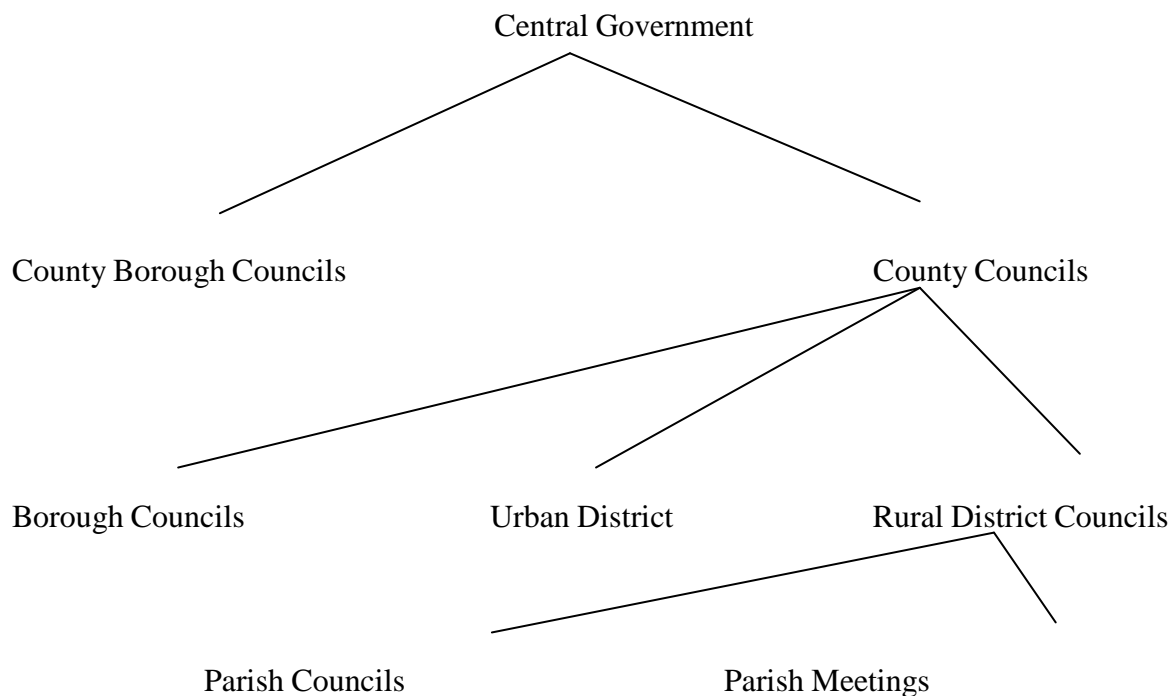 Central Government
County Borough Councils
County Councils
Borough Councils
Urban District
Rural District Councils
Parish Councils
Parish Meetings